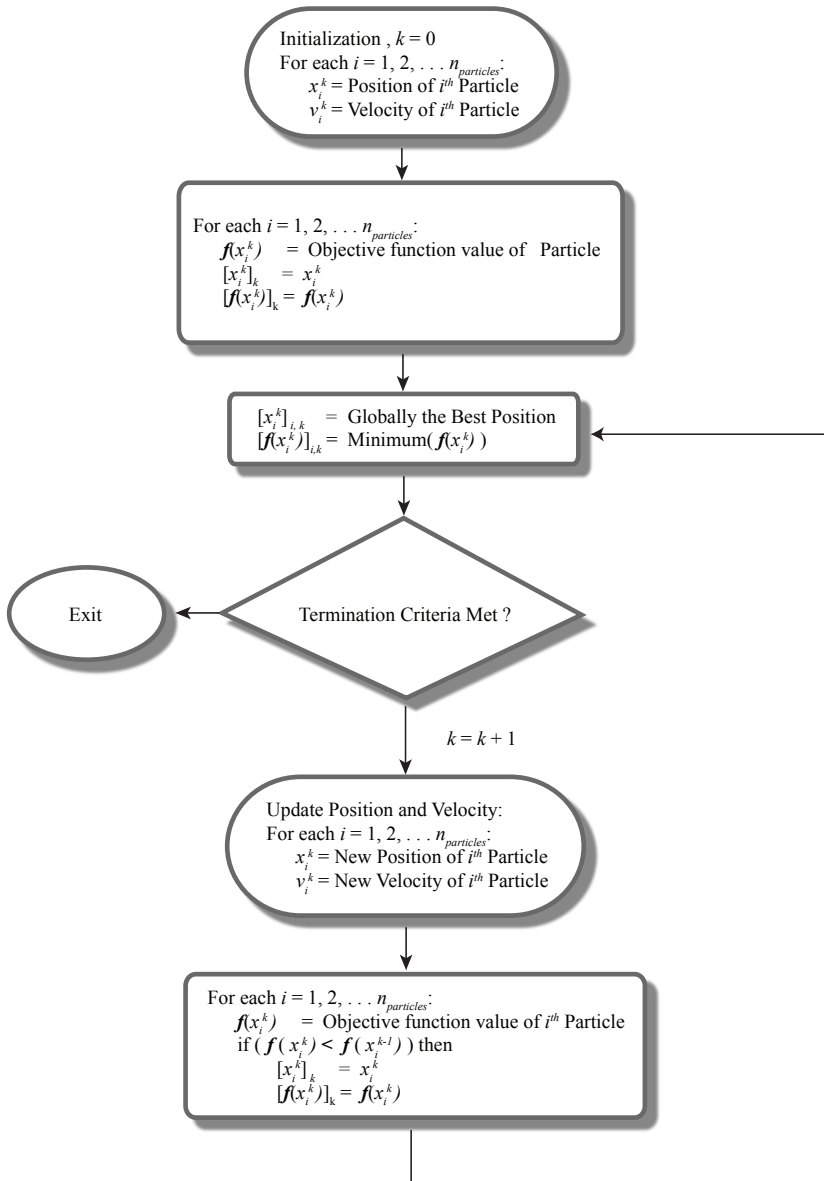 Initialization , k = 0
For each i = 1, 2, . . . n_particles:
x_i^k = Position of i^th Particle
v_i^k = Velocity of i^th Particle
For each i = 1, 2, . . . n_particles:
f(x_i^k) = Objective function value of Particle
[x_i^k]_k = x_i^k
[f(x_i^k)]_k = f(x_i^k)
[x_i^k]_i, k = Globally the Best Position
[f(x_i^k)]_i,k = Minimum( f(x_i^k) )
Termination Criteria Met ?
Exit
k = k + 1
Update Position and Velocity:
For each i = 1, 2, . . . n_particles:
x_i^k = New Position of i^th Particle
v_i^k = New Velocity of i^th Particle
For each i = 1, 2, . . . n_particles:
f(x_i^k) = Objective function value of i^th Particle
if ( f ( x_i^k ) < f ( x_i^k-1 ) ) then
[x_i^k]_k = x_i^k
[f(x_i^k)]_k = f(x_i^k)